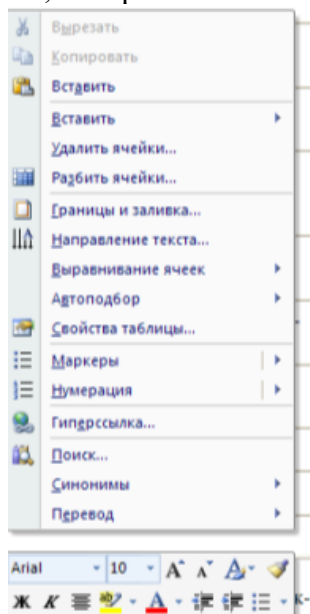 Вырезать
Копировать
Вставить
Вставить
Удалить ячейки...
Разбить ячейки...
Границы и заливка...
Направление текста...
Выравнивание ячеек
Автоподбор
Свойства таблицы...
Маркеры
Нумерация
Гиперссылка...
Поиск...
Синонимы
Перевод
Arial 10 A A A
Ж К A